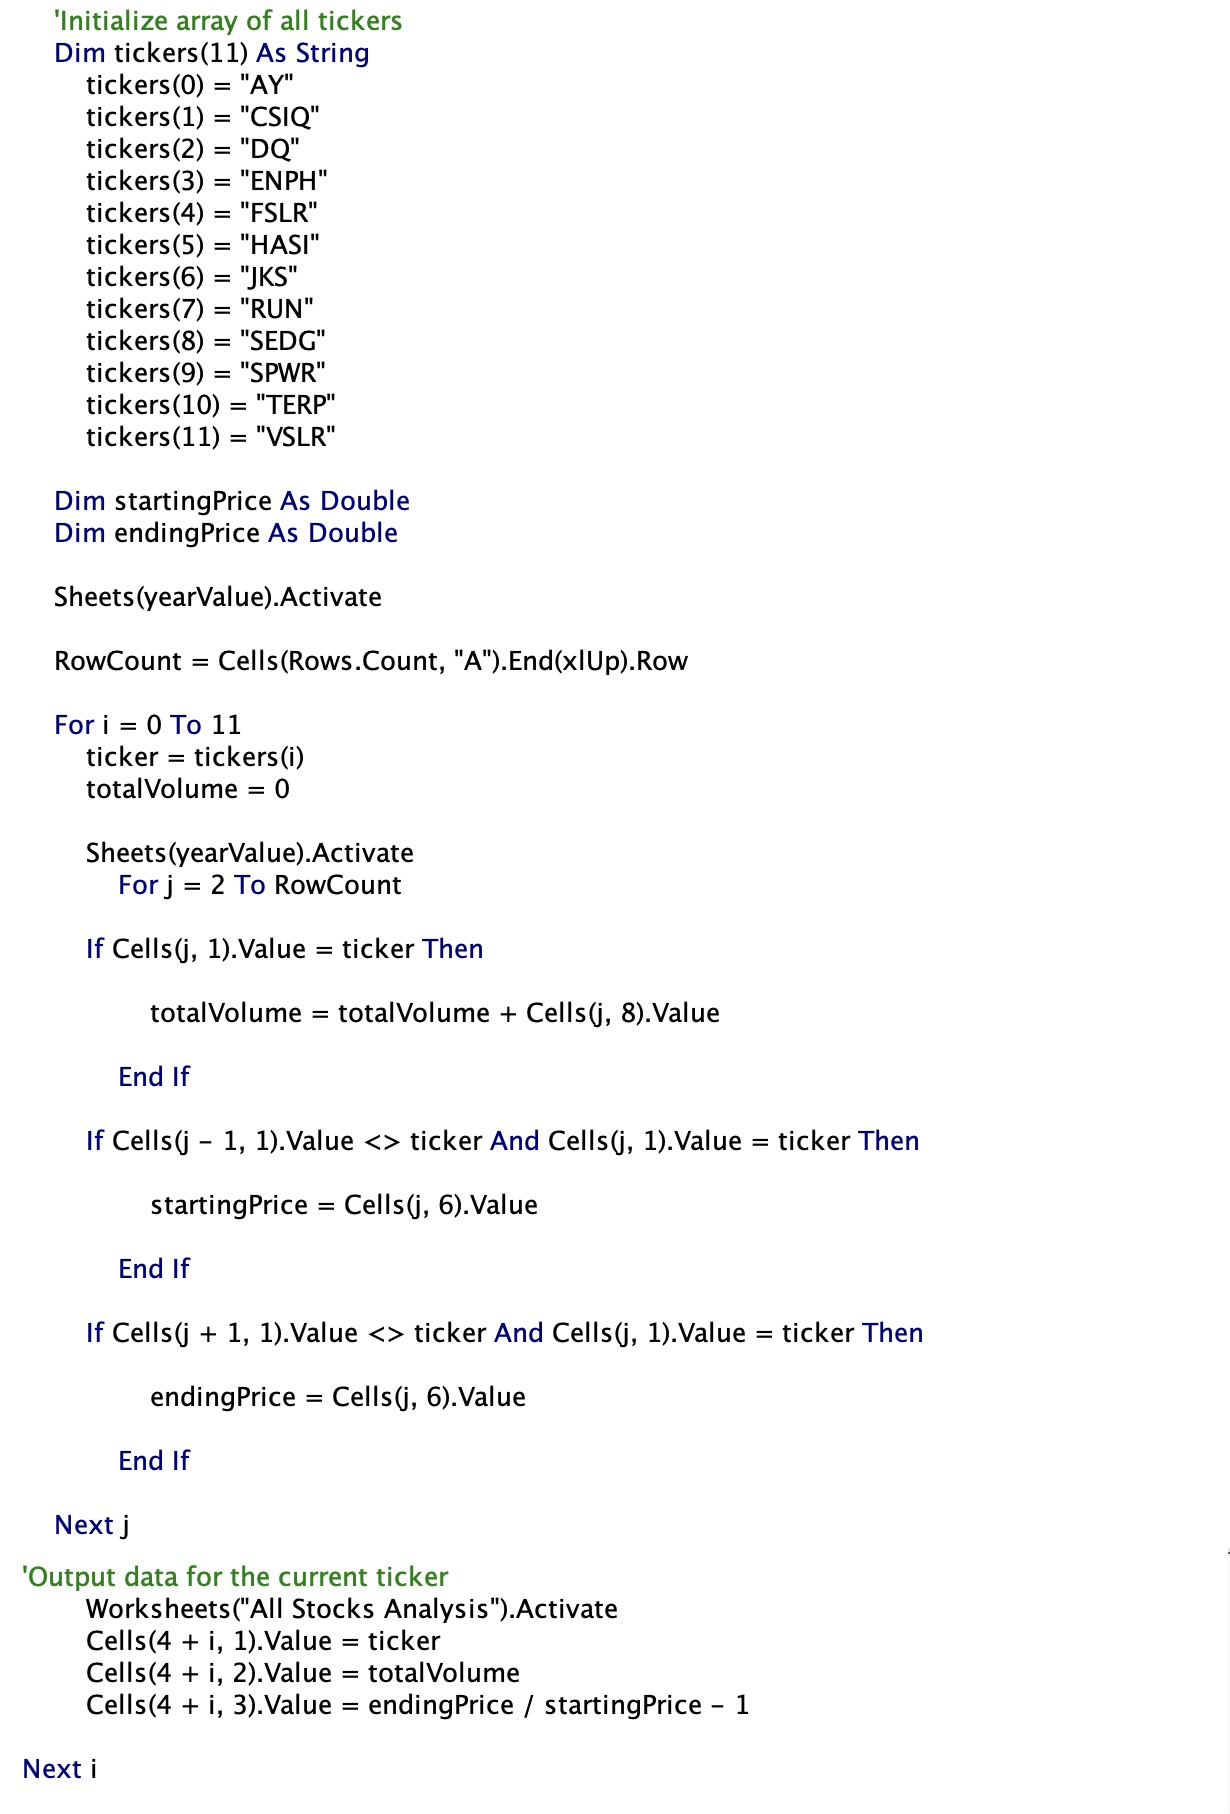 'Initialize array of all tickers
Dim tickers(11) As String
tickers(0) = "AY"
tickers(1) = "CSIQ"
tickers(2) = "DQ"
tickers(3) = "ENPH"
tickers(4) = "FSLR"
tickers(5) = "HASI"
tickers(6) = "JKS"
tickers(7) = "RUN"
tickers(8) = "SEDG"
tickers(9) = "SPWR"
tickers(10) = "TERP"
tickers(11) = "VSLR"
Dim startingPrice As Double
Dim endingPrice As Double
Sheets(yearValue).Activate
RowCount = Cells(Rows.Count, "A").End(xlUp).Row
For i = 0 To 11
ticker = tickers(i)
totalVolume = 0
Sheets(yearValue).Activate
For j = 2 To RowCount
If Cells(j, 1).Value = ticker Then
totalVolume = totalVolume + Cells(j, 8).Value
End If
If Cells(j - 1, 1).Value <> ticker And Cells(j, 1).Value = ticker Then
startingPrice = Cells(j, 6).Value
End If
If Cells(j + 1, 1).Value <> ticker And Cells(j, 1).Value = ticker Then
endingPrice = Cells(j, 6).Value
End If
Next j
'Output data for the current ticker
Worksheets("All Stocks Analysis").Activate
Cells(4 + i, 1).Value = ticker
Cells(4 + i, 2).Value = totalVolume
Cells(4 + i, 3).Value = endingPrice / startingPrice - 1
Next i